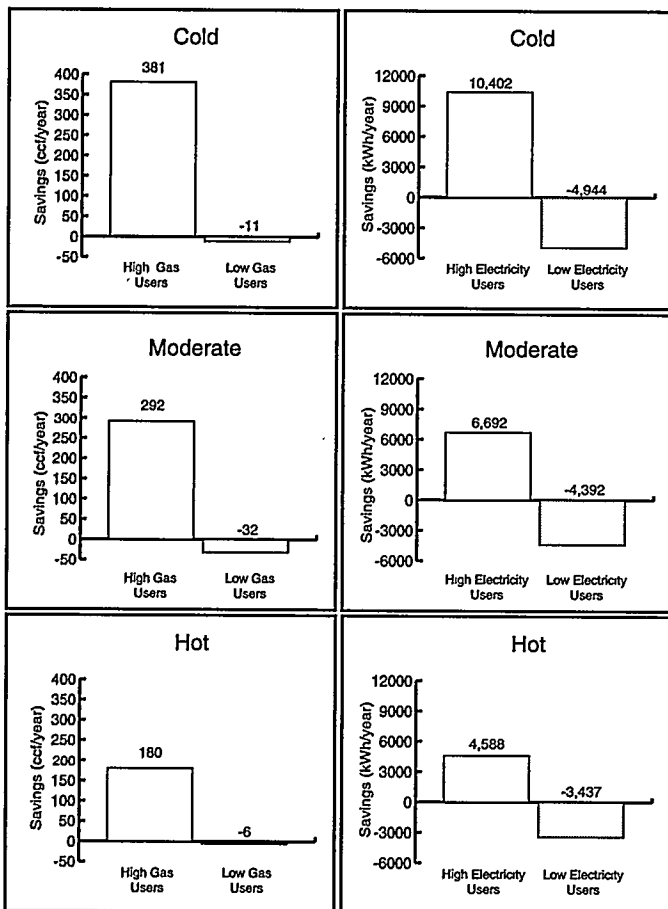 Cold
Savings (ccf/year)
400
350
300
250
200
150
100
50
0
-50
381
-11
High Gas Users
Low Gas Users
Cold
Savings (kWh/year)
12000
9000
6000
3000
0
-3000
-6000
10,402
-4,944
High Electricity Users
Low Electricity Users
Moderate
Savings (ccf/year)
400
350
300
250
200
150
100
50
0
-50
292
-32
High Gas Users
Low Gas Users
Moderate
Savings (kWh/year)
12000
9000
6000
3000
0
-3000
-6000
6,692
-4,392
High Electricity Users
Low Electricity Users
Hot
Savings (ccf/year)
400
350
300
250
200
150
100
50
0
-50
180
-6
High Gas Users
Low Gas Users
Hot
Savings (kWh/year)
12000
9000
6000
3000
0
-3000
-6000
4,588
-3,437
High Electricity Users
Low Electricity Users